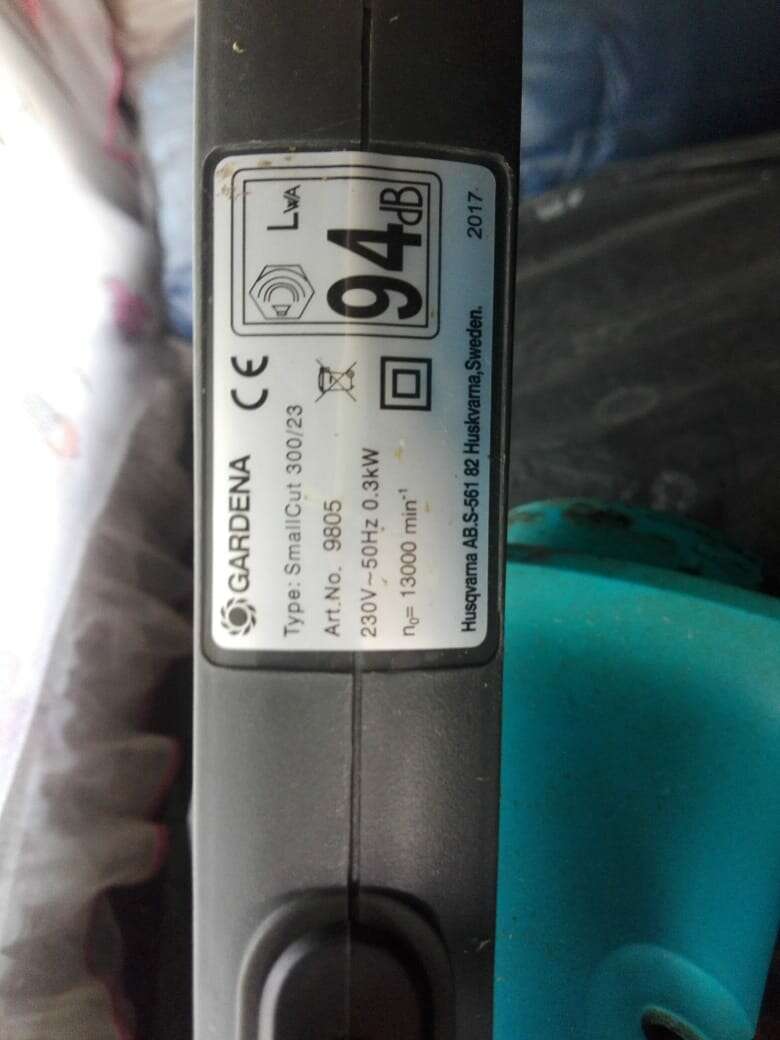 GARDENA
Type: SmallCut 300/23
Art.No. 9805
230V~50Hz 0.3kW
n₀= 13000 min⁻¹
CE
LWA
94dB
Husqvarna AB.S-561 82 Huskvarna,Sweden.
2017